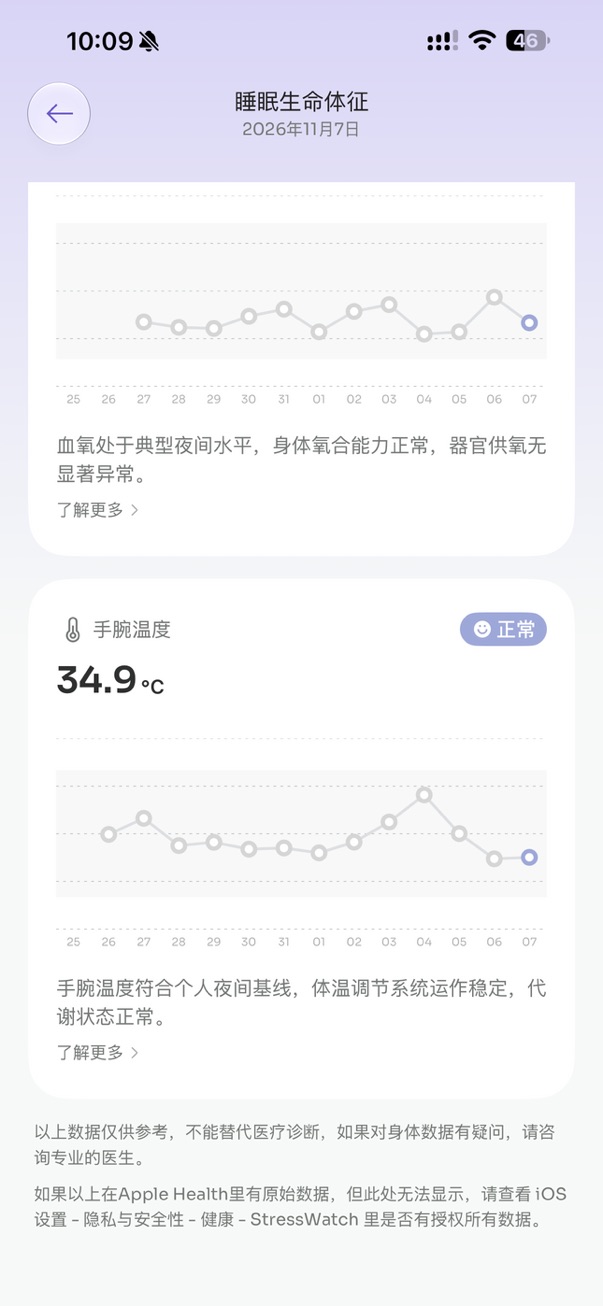 10:09
46
睡眠生命体征
2026年11月7日
25 26 27 28 29 30 31 01 02 03 04 05 06 07
血氧处于典型夜间水平，身体氧合能力正常，器官供氧无
显著异常。
了解更多
手腕温度
正常
34.9 °C
25 26 27 28 29 30 31 01 02 03 04 05 06 07
手腕温度符合个人夜间基线，体温调节系统运作稳定，代
谢状态正常。
了解更多
以上数据仅供参考，不能替代医疗诊断，如果对身体数据有疑问，请咨
询专业的医生。
如果以上在Apple Health里有原始数据，但此处无法显示，请查看 iOS
设置 - 隐私与安全性 - 健康 - StressWatch 里是否有授权所有数据。